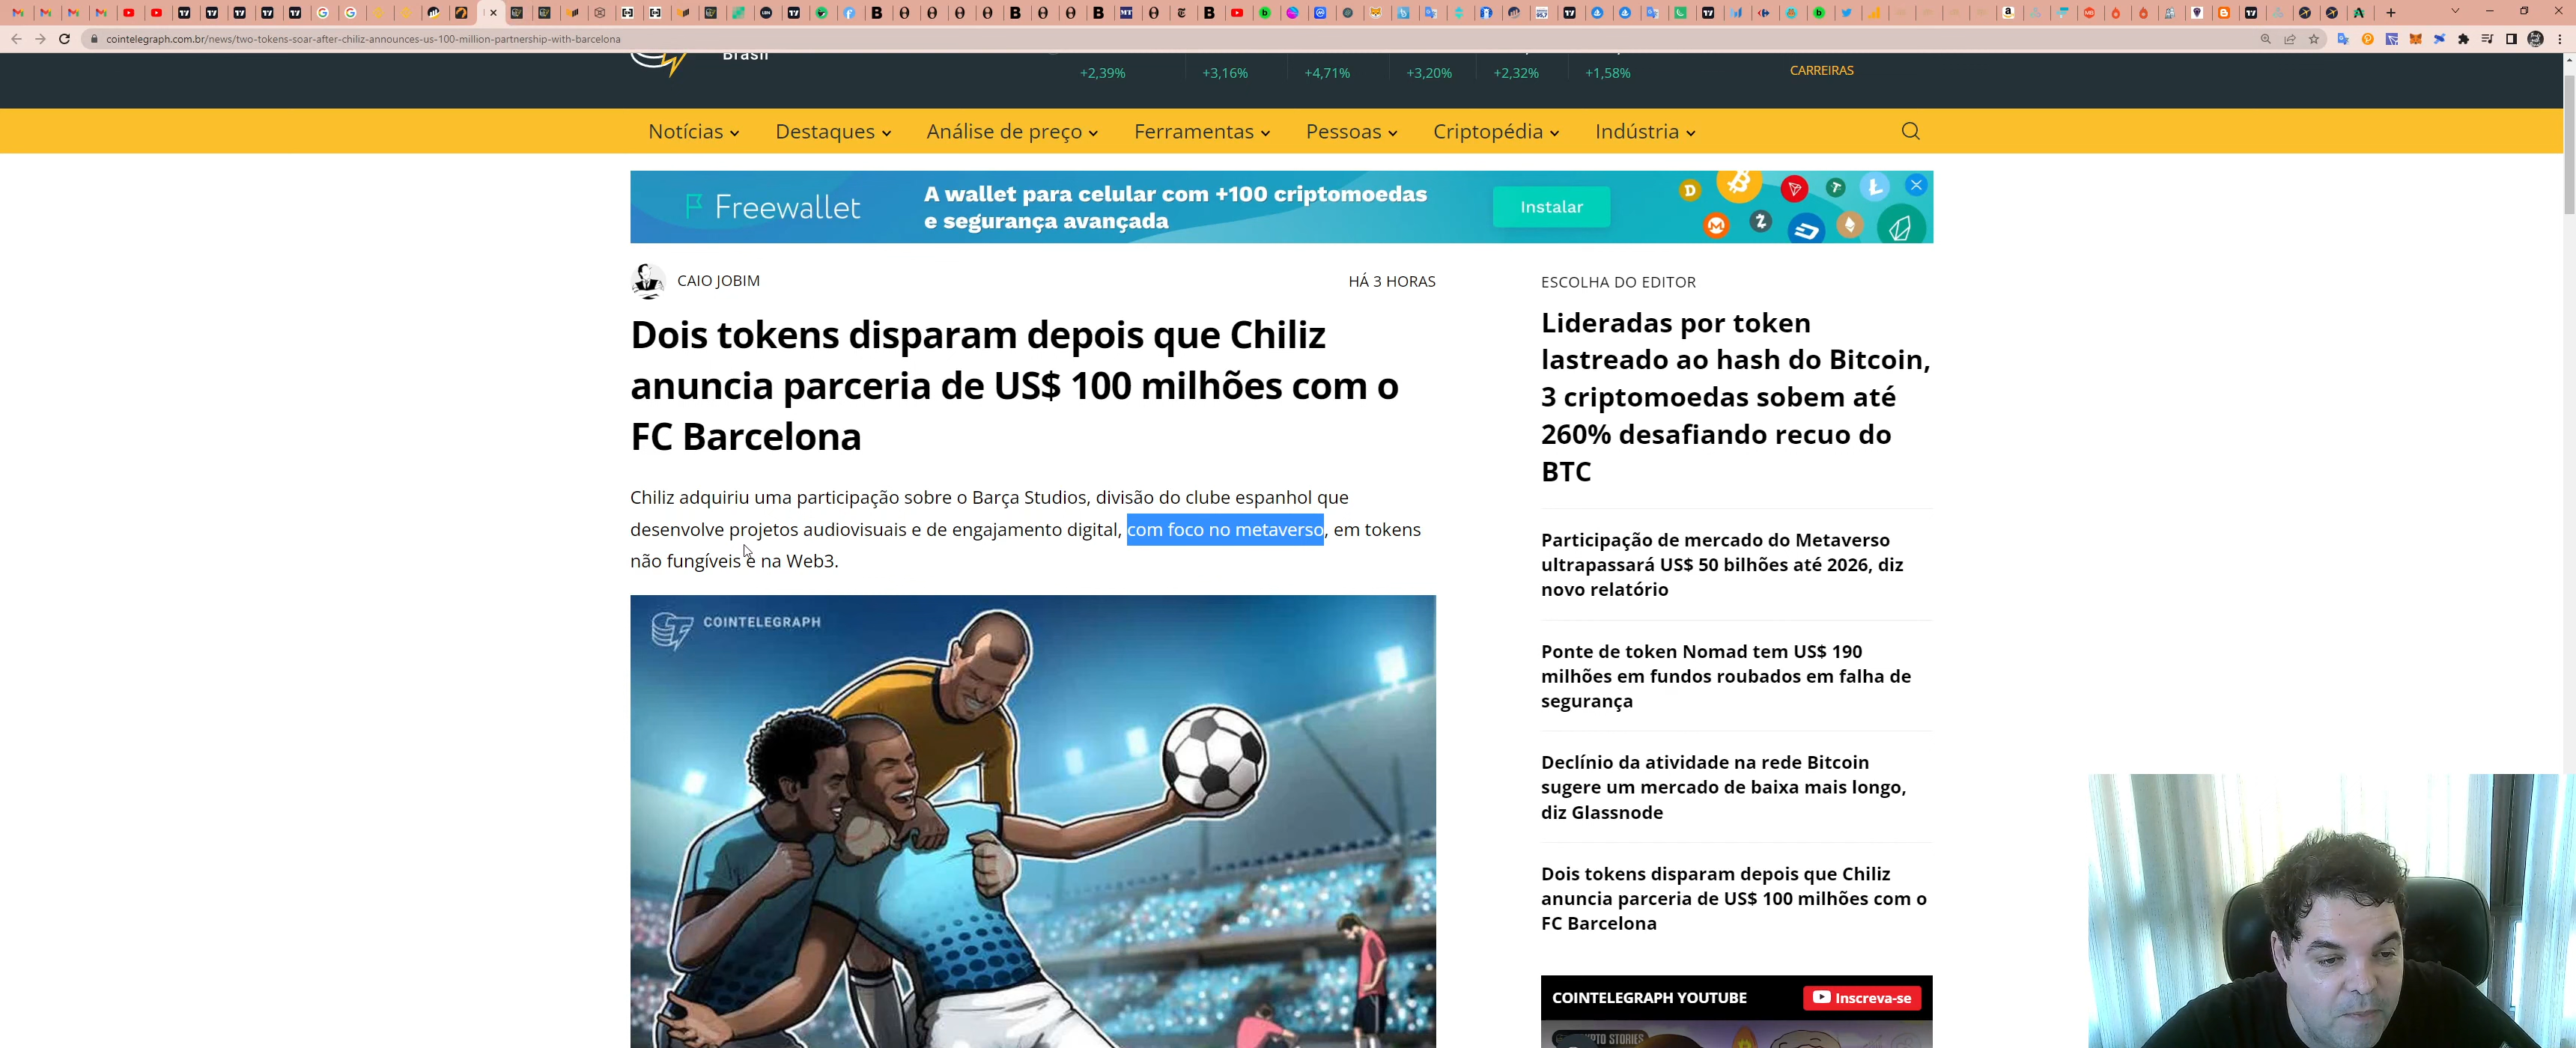 cointelegraph.com.br/news/two-tokens-soar-after-chiliz-announces-us-100-million-partnership-with-barcelona
Brasil
+2,39% +3,16% +4,71% +3,20% +2,32% +1,58%
CARREIRAS
Notícias Destaques Análise de preço Ferramentas Pessoas Criptopédia Indústria
Freewallet
A wallet para celular com +100 criptomoedas
e segurança avançada
Instalar
CAIO JOBIM
HÁ 3 HORAS
Dois tokens disparam depois que Chiliz
anuncia parceria de US$ 100 milhões com o
FC Barcelona
Chiliz adquiriu uma participação sobre o Barça Studios, divisão do clube espanhol que
desenvolve projetos audiovisuais e de engajamento digital, com foco no metaverso, em tokens
não fungíveis e na Web3.
COINTELEGRAPH
ESCOLHA DO EDITOR
Lideradas por token
lastreado ao hash do Bitcoin,
3 criptomoedas sobem até
260% desafiando recuo do
BTC
Participação de mercado do Metaverso
ultrapassará US$ 50 bilhões até 2026, diz
novo relatório
Ponte de token Nomad tem US$ 190
milhões em fundos roubados em falha de
segurança
Declínio da atividade na rede Bitcoin
sugere um mercado de baixa mais longo,
diz Glassnode
Dois tokens disparam depois que Chiliz
anuncia parceria de US$ 100 milhões com o
FC Barcelona
COINTELEGRAPH YOUTUBE
Inscreva-se
STORIES